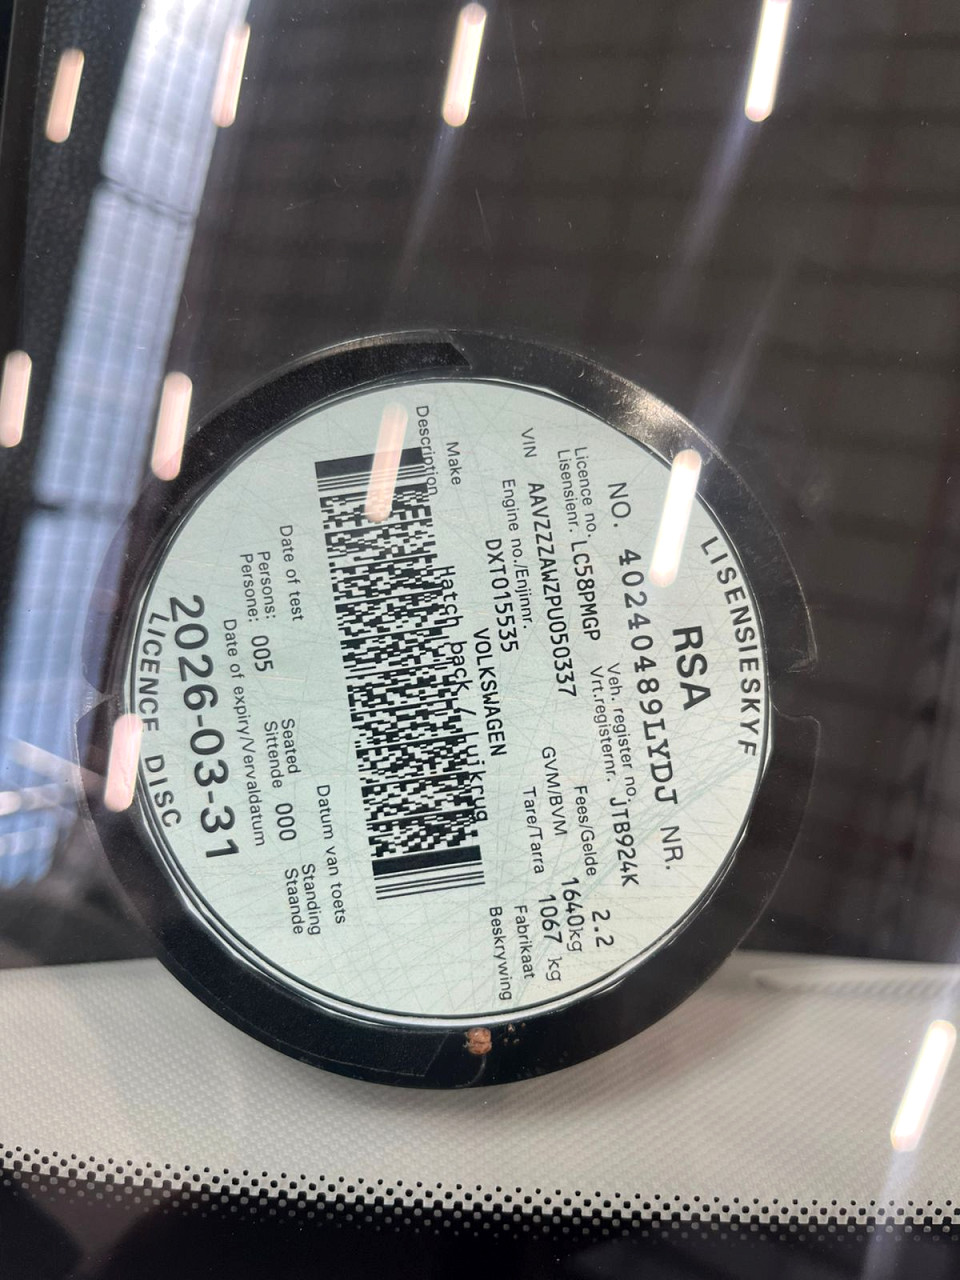 LISENSIESKYF
RSA
NO. 40240489LYDJ NR.
Licence no. Veh. register no. Fees/Gelde 2.2
Lisensienr. LC58PMGP Vrt.registernr. JTB924K
VIN AAVZZZAWZPU050337 GVM/BVM 1640kg
Engine no./Enjinnr. DXT015535 Tare/Tarra 1067 kg
Make VOLKSWAGEN Fabrikaat
Description Hatch back / Luikrug Beskrywing
Date of test Datum van toets
Persons: Seated Standing
Persone: 005 Sittende 000 Staande
Date of expiry/Vervaldatum
2026-03-31
LICENCE DISC